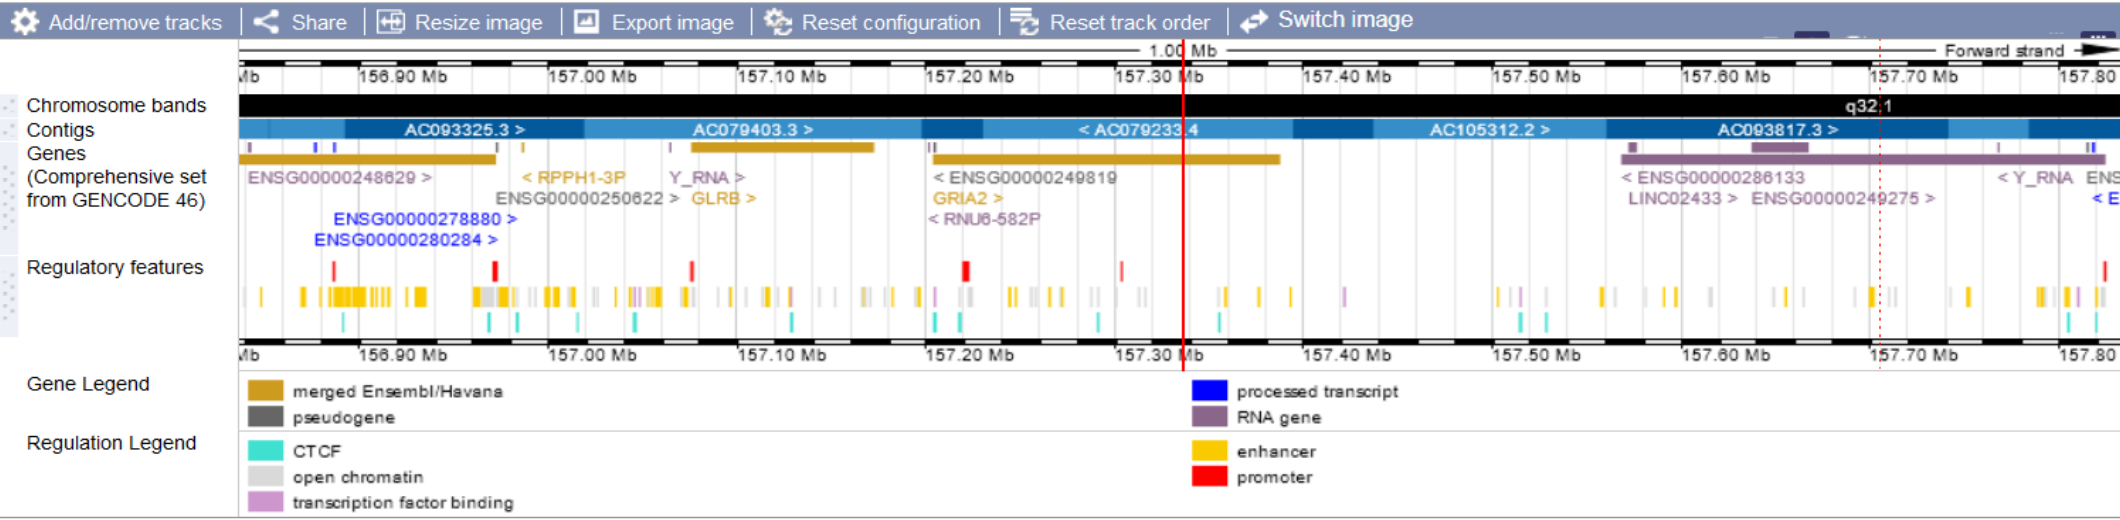 Add/remove tracks Share Resize image Export image Reset configuration Reset track order Switch image
1.00 Mb Forward strand
Mb 156.90 Mb 157.00 Mb 157.10 Mb 157.20 Mb 157.30 Mb 157.40 Mb 157.50 Mb 157.60 Mb 157.70 Mb 157.80
Chromosome bands q32.1
Contigs AC093325.3 > AC079403.3 > < AC079233.4 AC105312.2 > AC093817.3 >
Genes
(Comprehensive set
from GENCODE 46)
ENSG00000248629 > < RPPH1-3P Y_RNA > < ENSG00000249819 < ENSG00000286133 < Y_RNA ENS
ENSG00000250622 > GLRB > GRIA2 > LINC02433 > ENSG00000249275 > < E
ENSG00000278880 > < RNU6-582P
ENSG00000280284 >
Regulatory features
Mb 156.90 Mb 157.00 Mb 157.10 Mb 157.20 Mb 157.30 Mb 157.40 Mb 157.50 Mb 157.60 Mb 157.70 Mb 157.80
Gene Legend
merged Ensembl/Havana processed transcript
pseudogene RNA gene
Regulation Legend
CTCF enhancer
open chromatin promoter
transcription factor binding